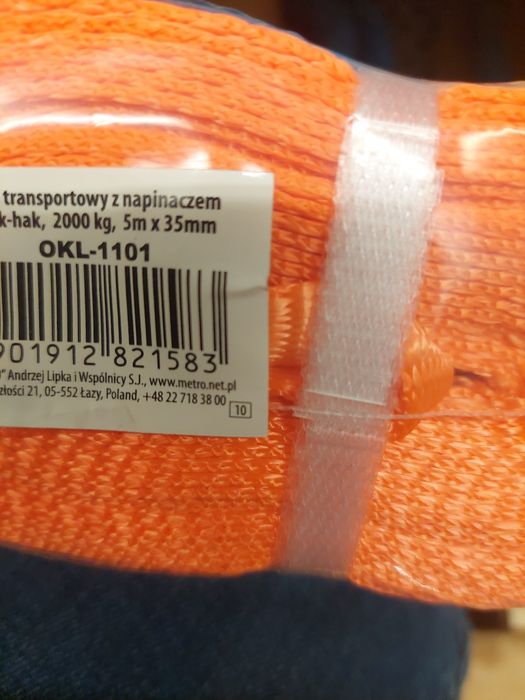 transportowy z napinaczem
k-hak, 2000 kg, 5m x 35mm
OKL-1101
901912 821583
" Andrzej Lipka i Wspólnicy S.J., www.metro.net.pl
złości 21, 05-552 Łazy, Poland, +48 22 718 38 00
10